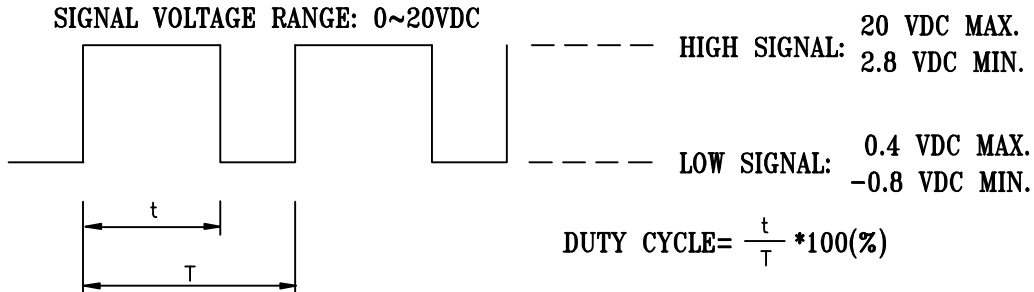 SIGNAL VOLTAGE RANGE: 0~20VDC
HIGH SIGNAL: 20 VDC MAX.
2.8 VDC MIN.
LOW SIGNAL: 0.4 VDC MAX.
-0.8 VDC MIN.
t
T
DUTY CYCLE= t/T *100(%)